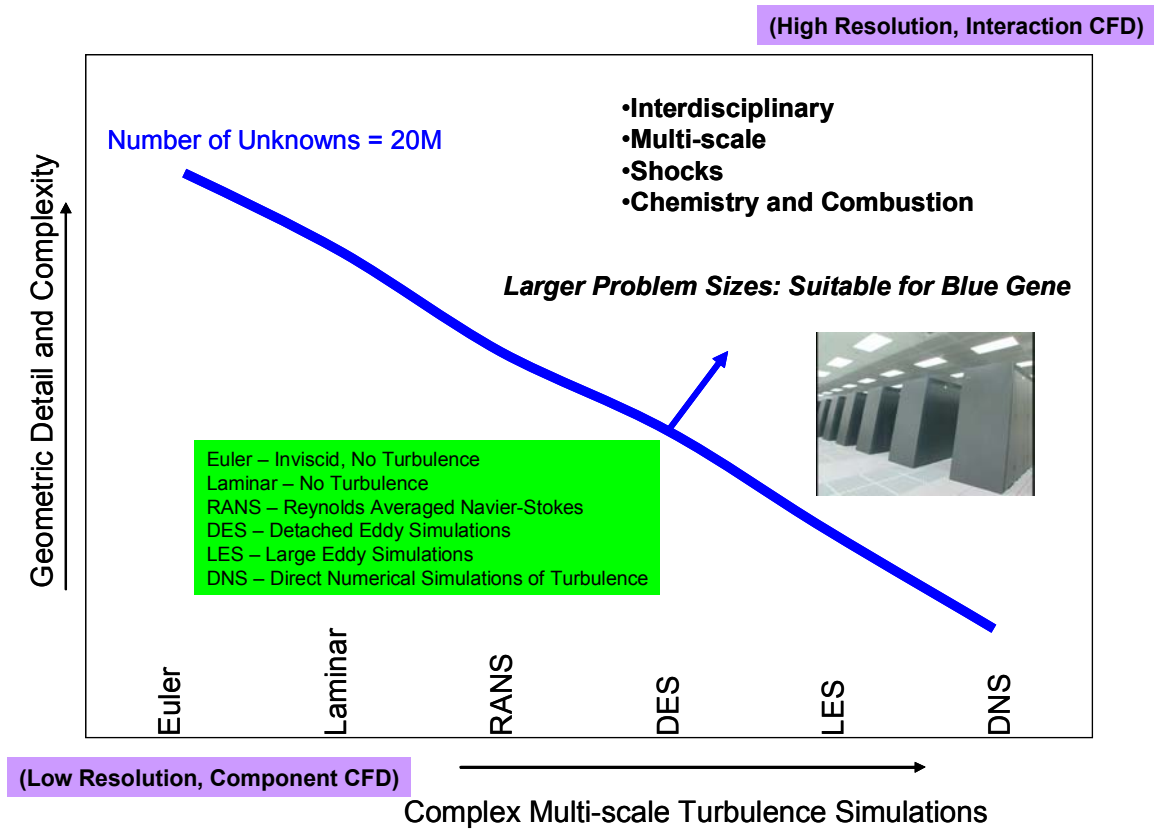 (High Resolution, Interaction CFD)
•Interdisciplinary
•Multi-scale
•Shocks
•Chemistry and Combustion
Number of Unknowns = 20M
Larger Problem Sizes: Suitable for Blue Gene
Geometric Detail and Complexity
Euler – Inviscid, No Turbulence
Laminar – No Turbulence
RANS – Reynolds Averaged Navier-Stokes
DES – Detached Eddy Simulations
LES – Large Eddy Simulations
DNS – Direct Numerical Simulations of Turbulence
Euler
Laminar
RANS
DES
LES
DNS
(Low Resolution, Component CFD)
Complex Multi-scale Turbulence Simulations